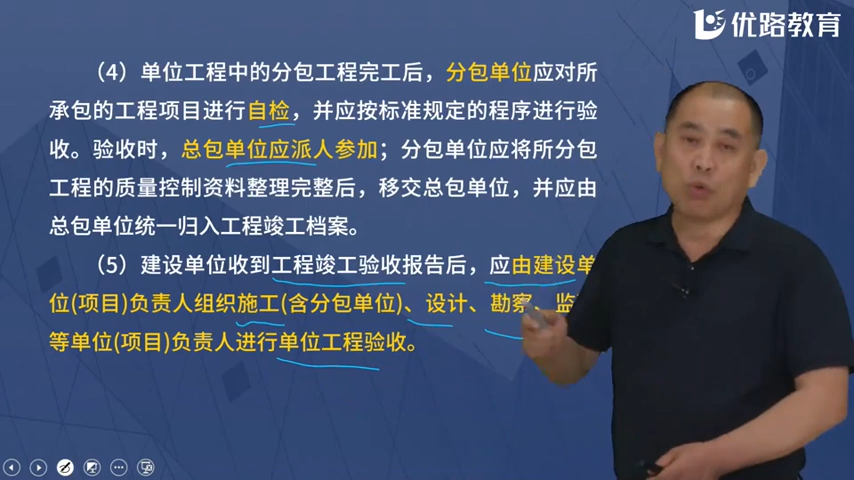 优路教育
（4）单位工程中的分包工程完工后，分包单位应对所
承包的工程项目进行自检，并应按标准规定的程序进行验
收。验收时，总包单位应派人参加；分包单位应将所分包
工程的质量控制资料整理完整后，移交总包单位，并应由
总包单位统一归入工程竣工档案。
（5）建设单位收到工程竣工验收报告后，应由建设单
位(项目)负责人组织施工(含分包单位)、设计、勘察、监
等单位(项目)负责人进行单位工程验收。